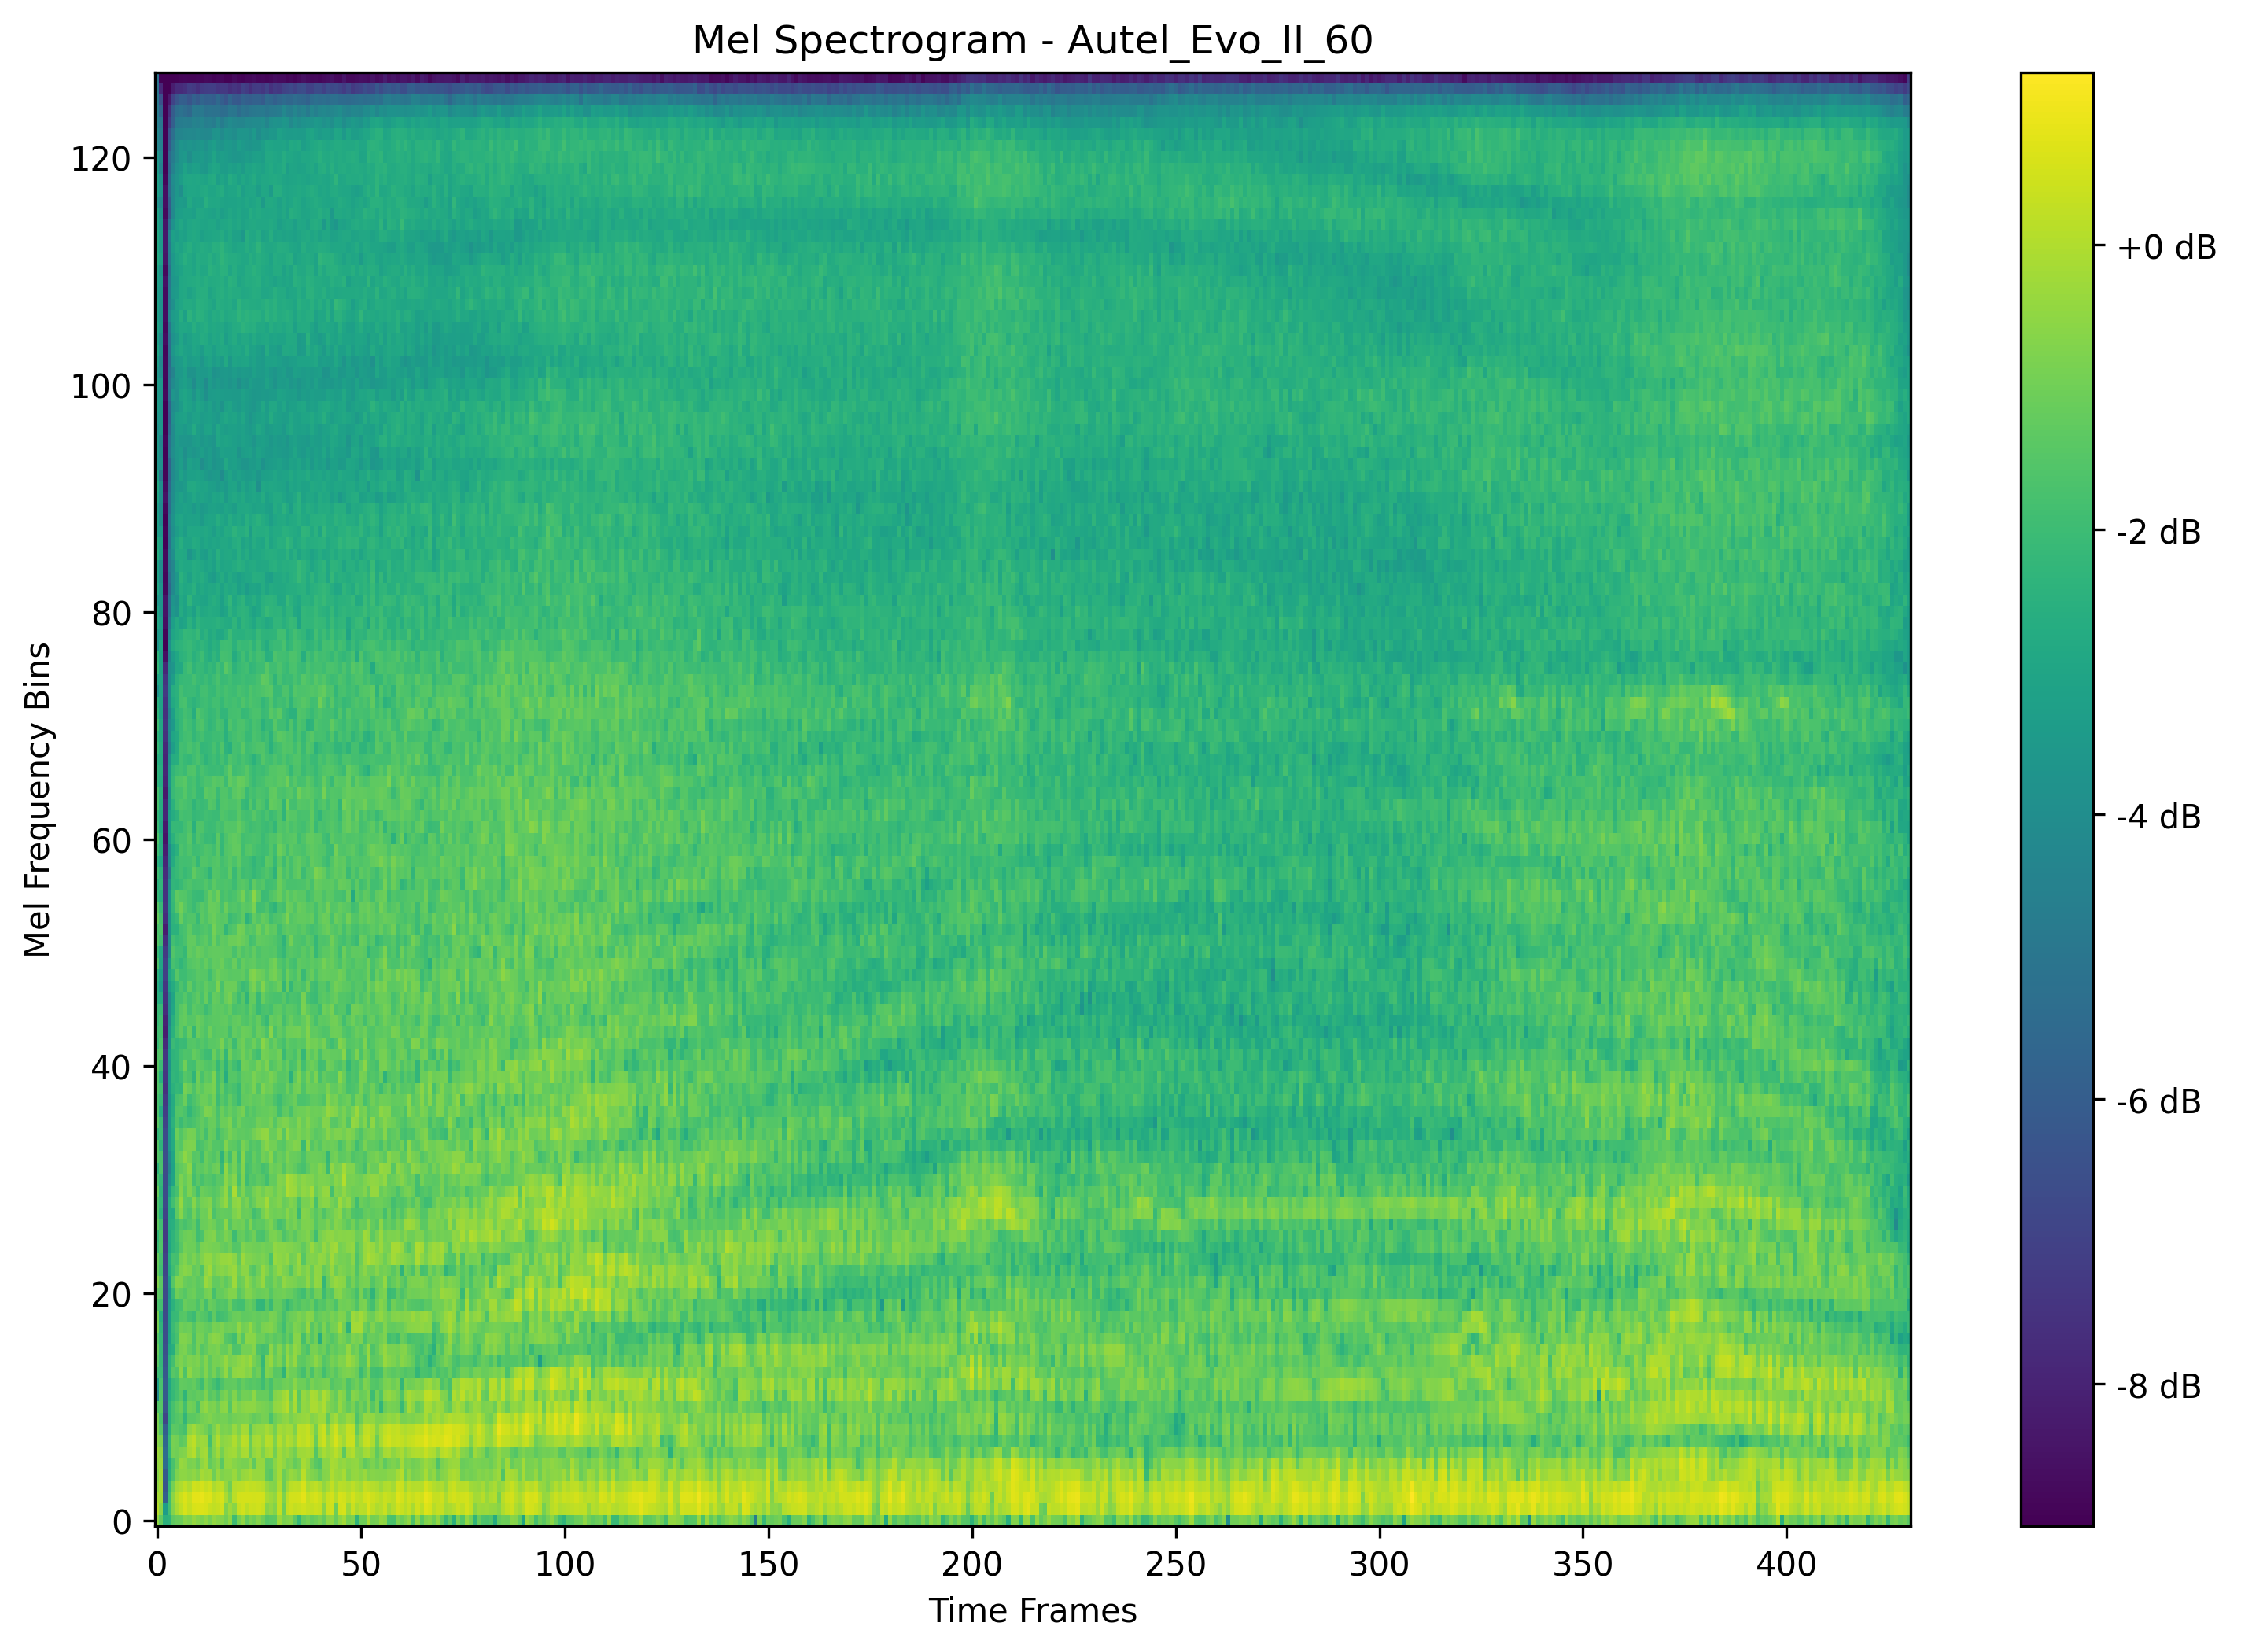 Mel Spectrogram - Autel_Evo_II_60
Mel Frequency Bins
120
100
80
60
40
20
0
0 50 100 150 200 250 300 350 400
Time Frames
+0 dB
-2 dB
-4 dB
-6 dB
-8 dB